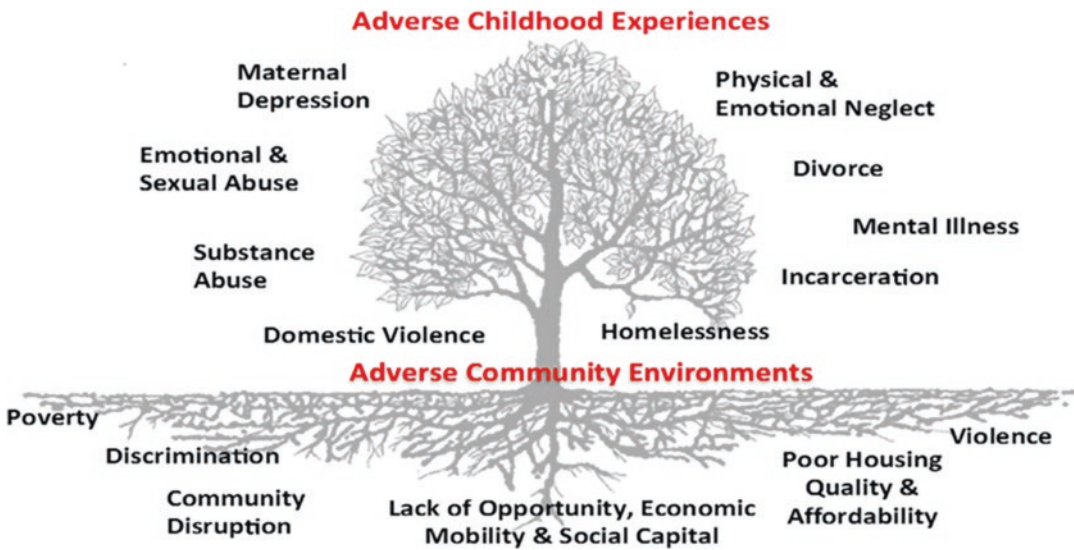 Adverse Childhood Experiences
Maternal
Depression
Physical &
Emotional Neglect
Emotional &
Sexual Abuse
Divorce
Substance
Abuse
Mental Illness
Incarceration
Domestic Violence
Homelessness
Adverse Community Environments
Poverty
Discrimination
Community
Disruption
Lack of Opportunity, Economic
Mobility & Social Capital
Poor Housing
Quality &
Affordability
Violence